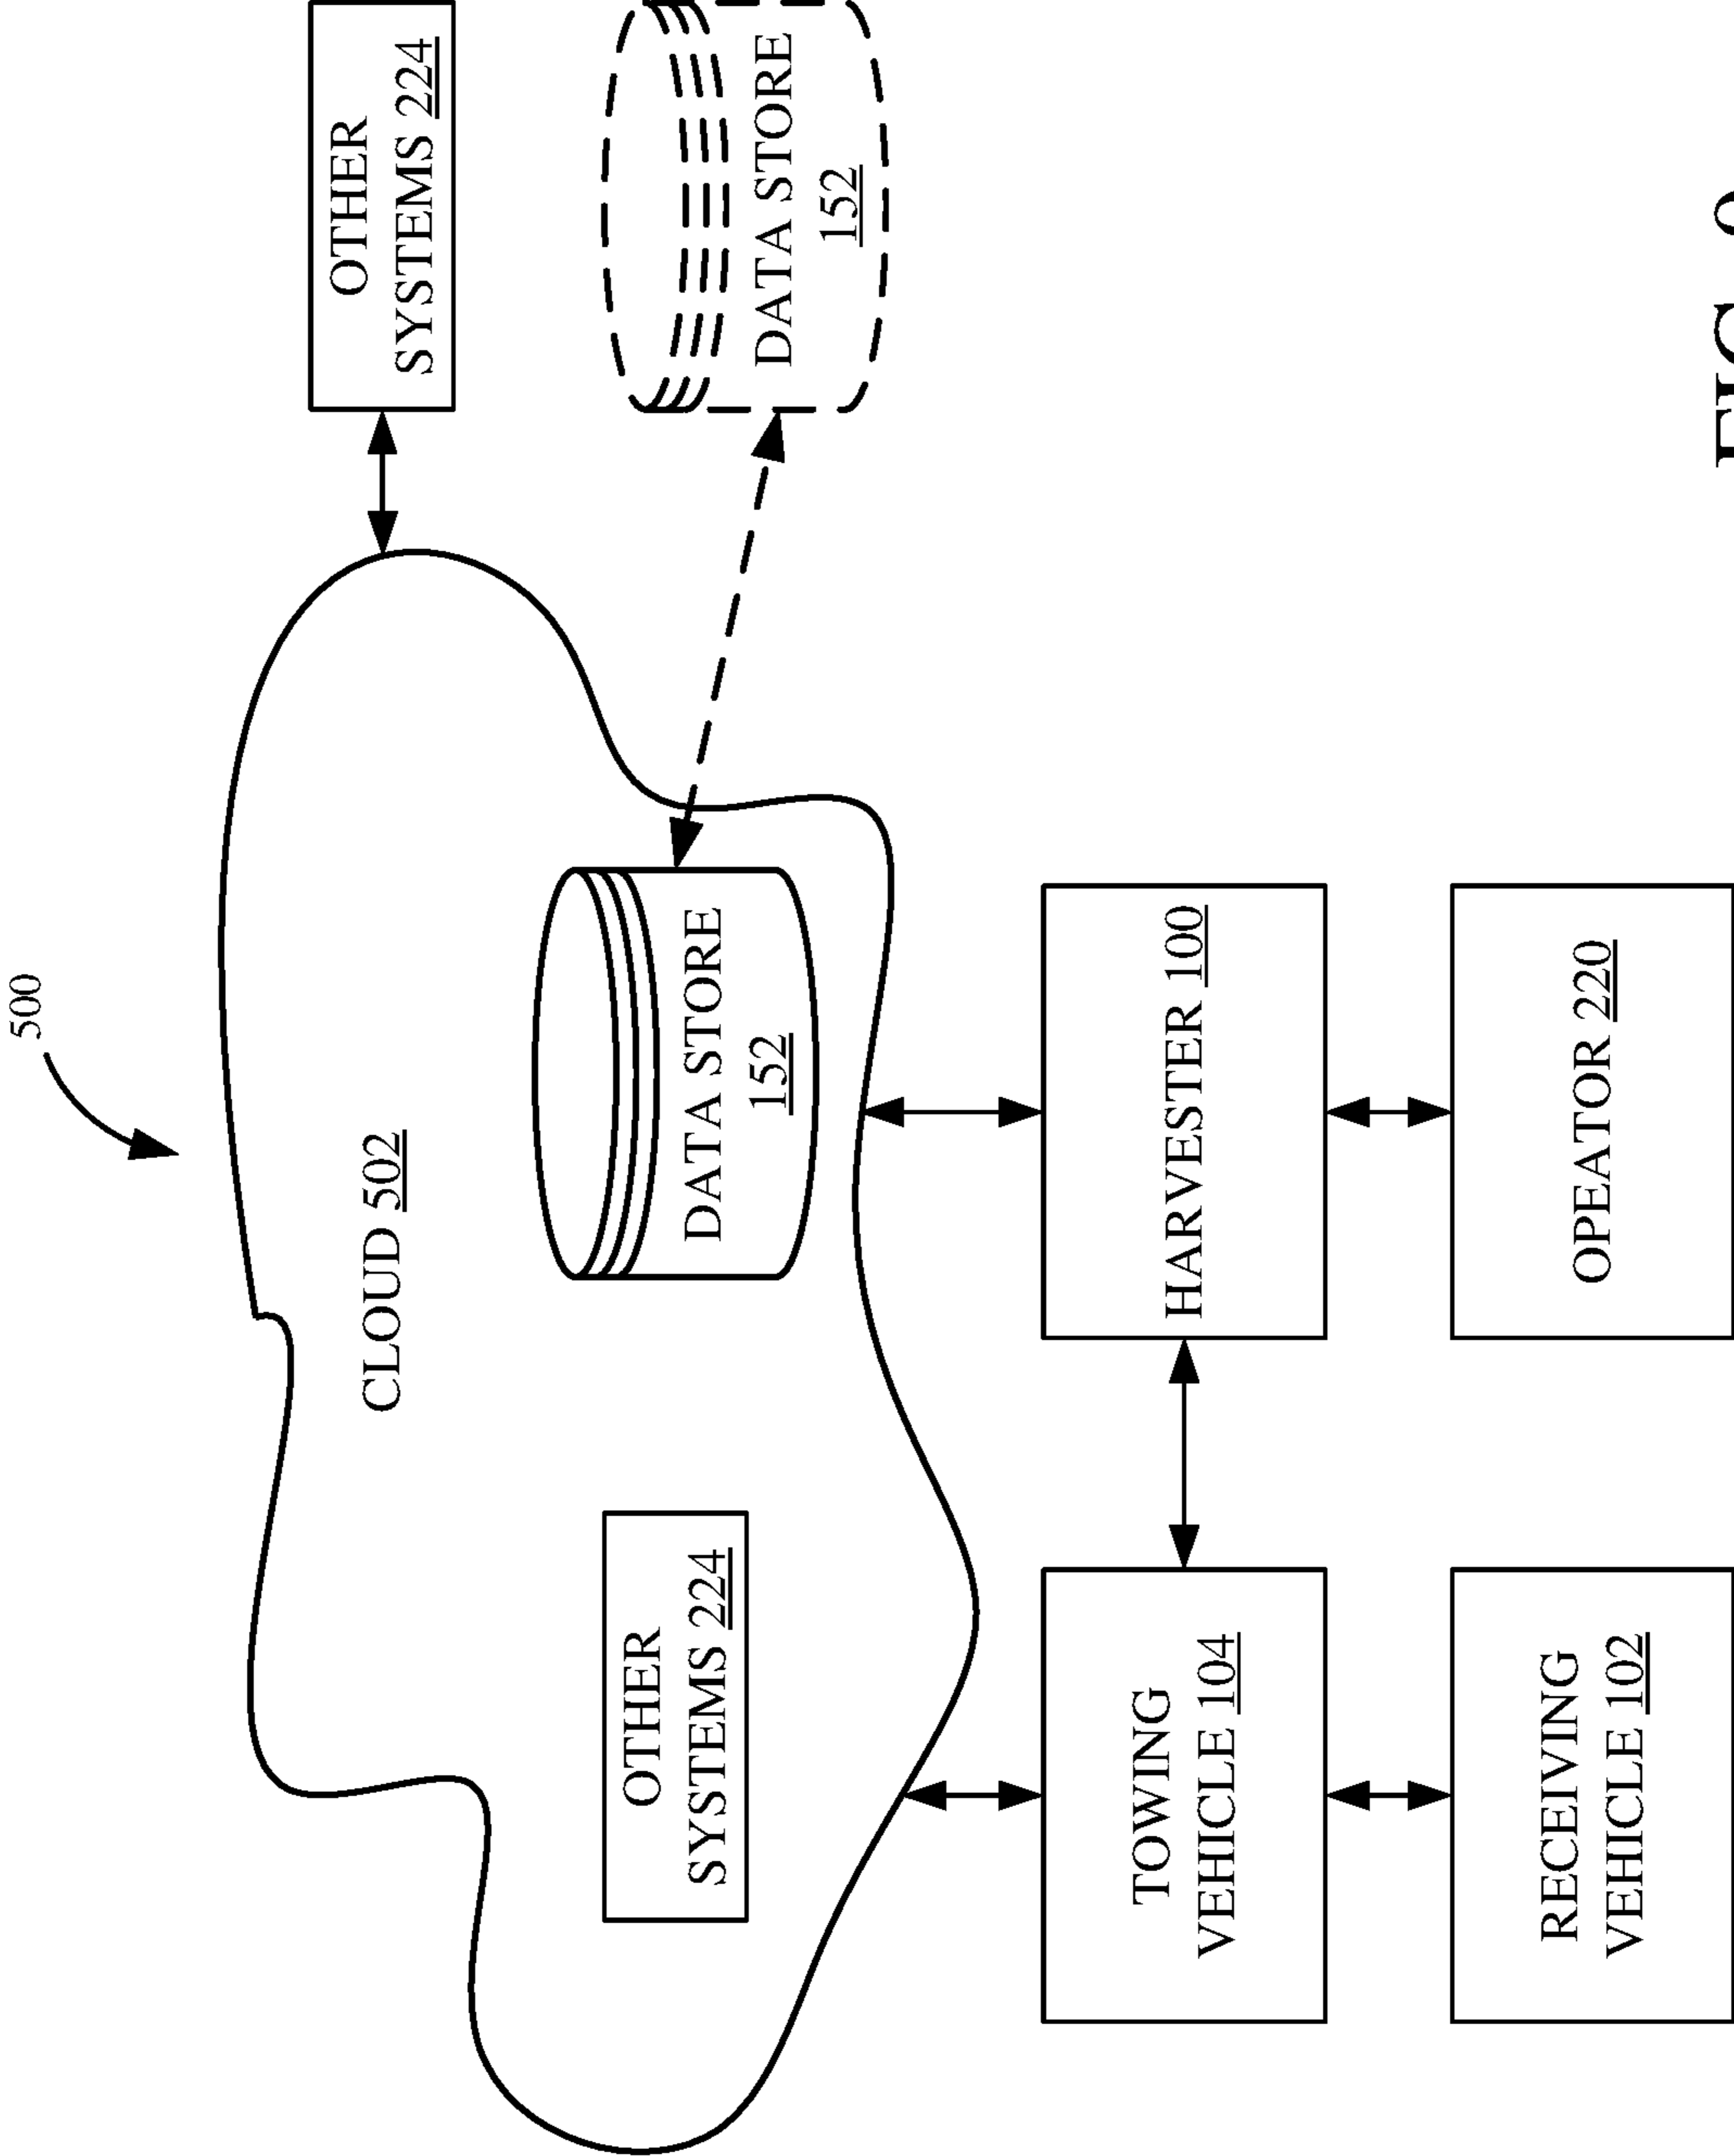 500
CLOUD 502
OTHER
SYSTEMS 224
OTHER
SYSTEMS 224
DATA STORE
152
DATA STORE
152
TOWING
VEHICLE 104
HARVESTER 100
RECEIVING
VEHICLE 102
OPEATOR 220
FIG